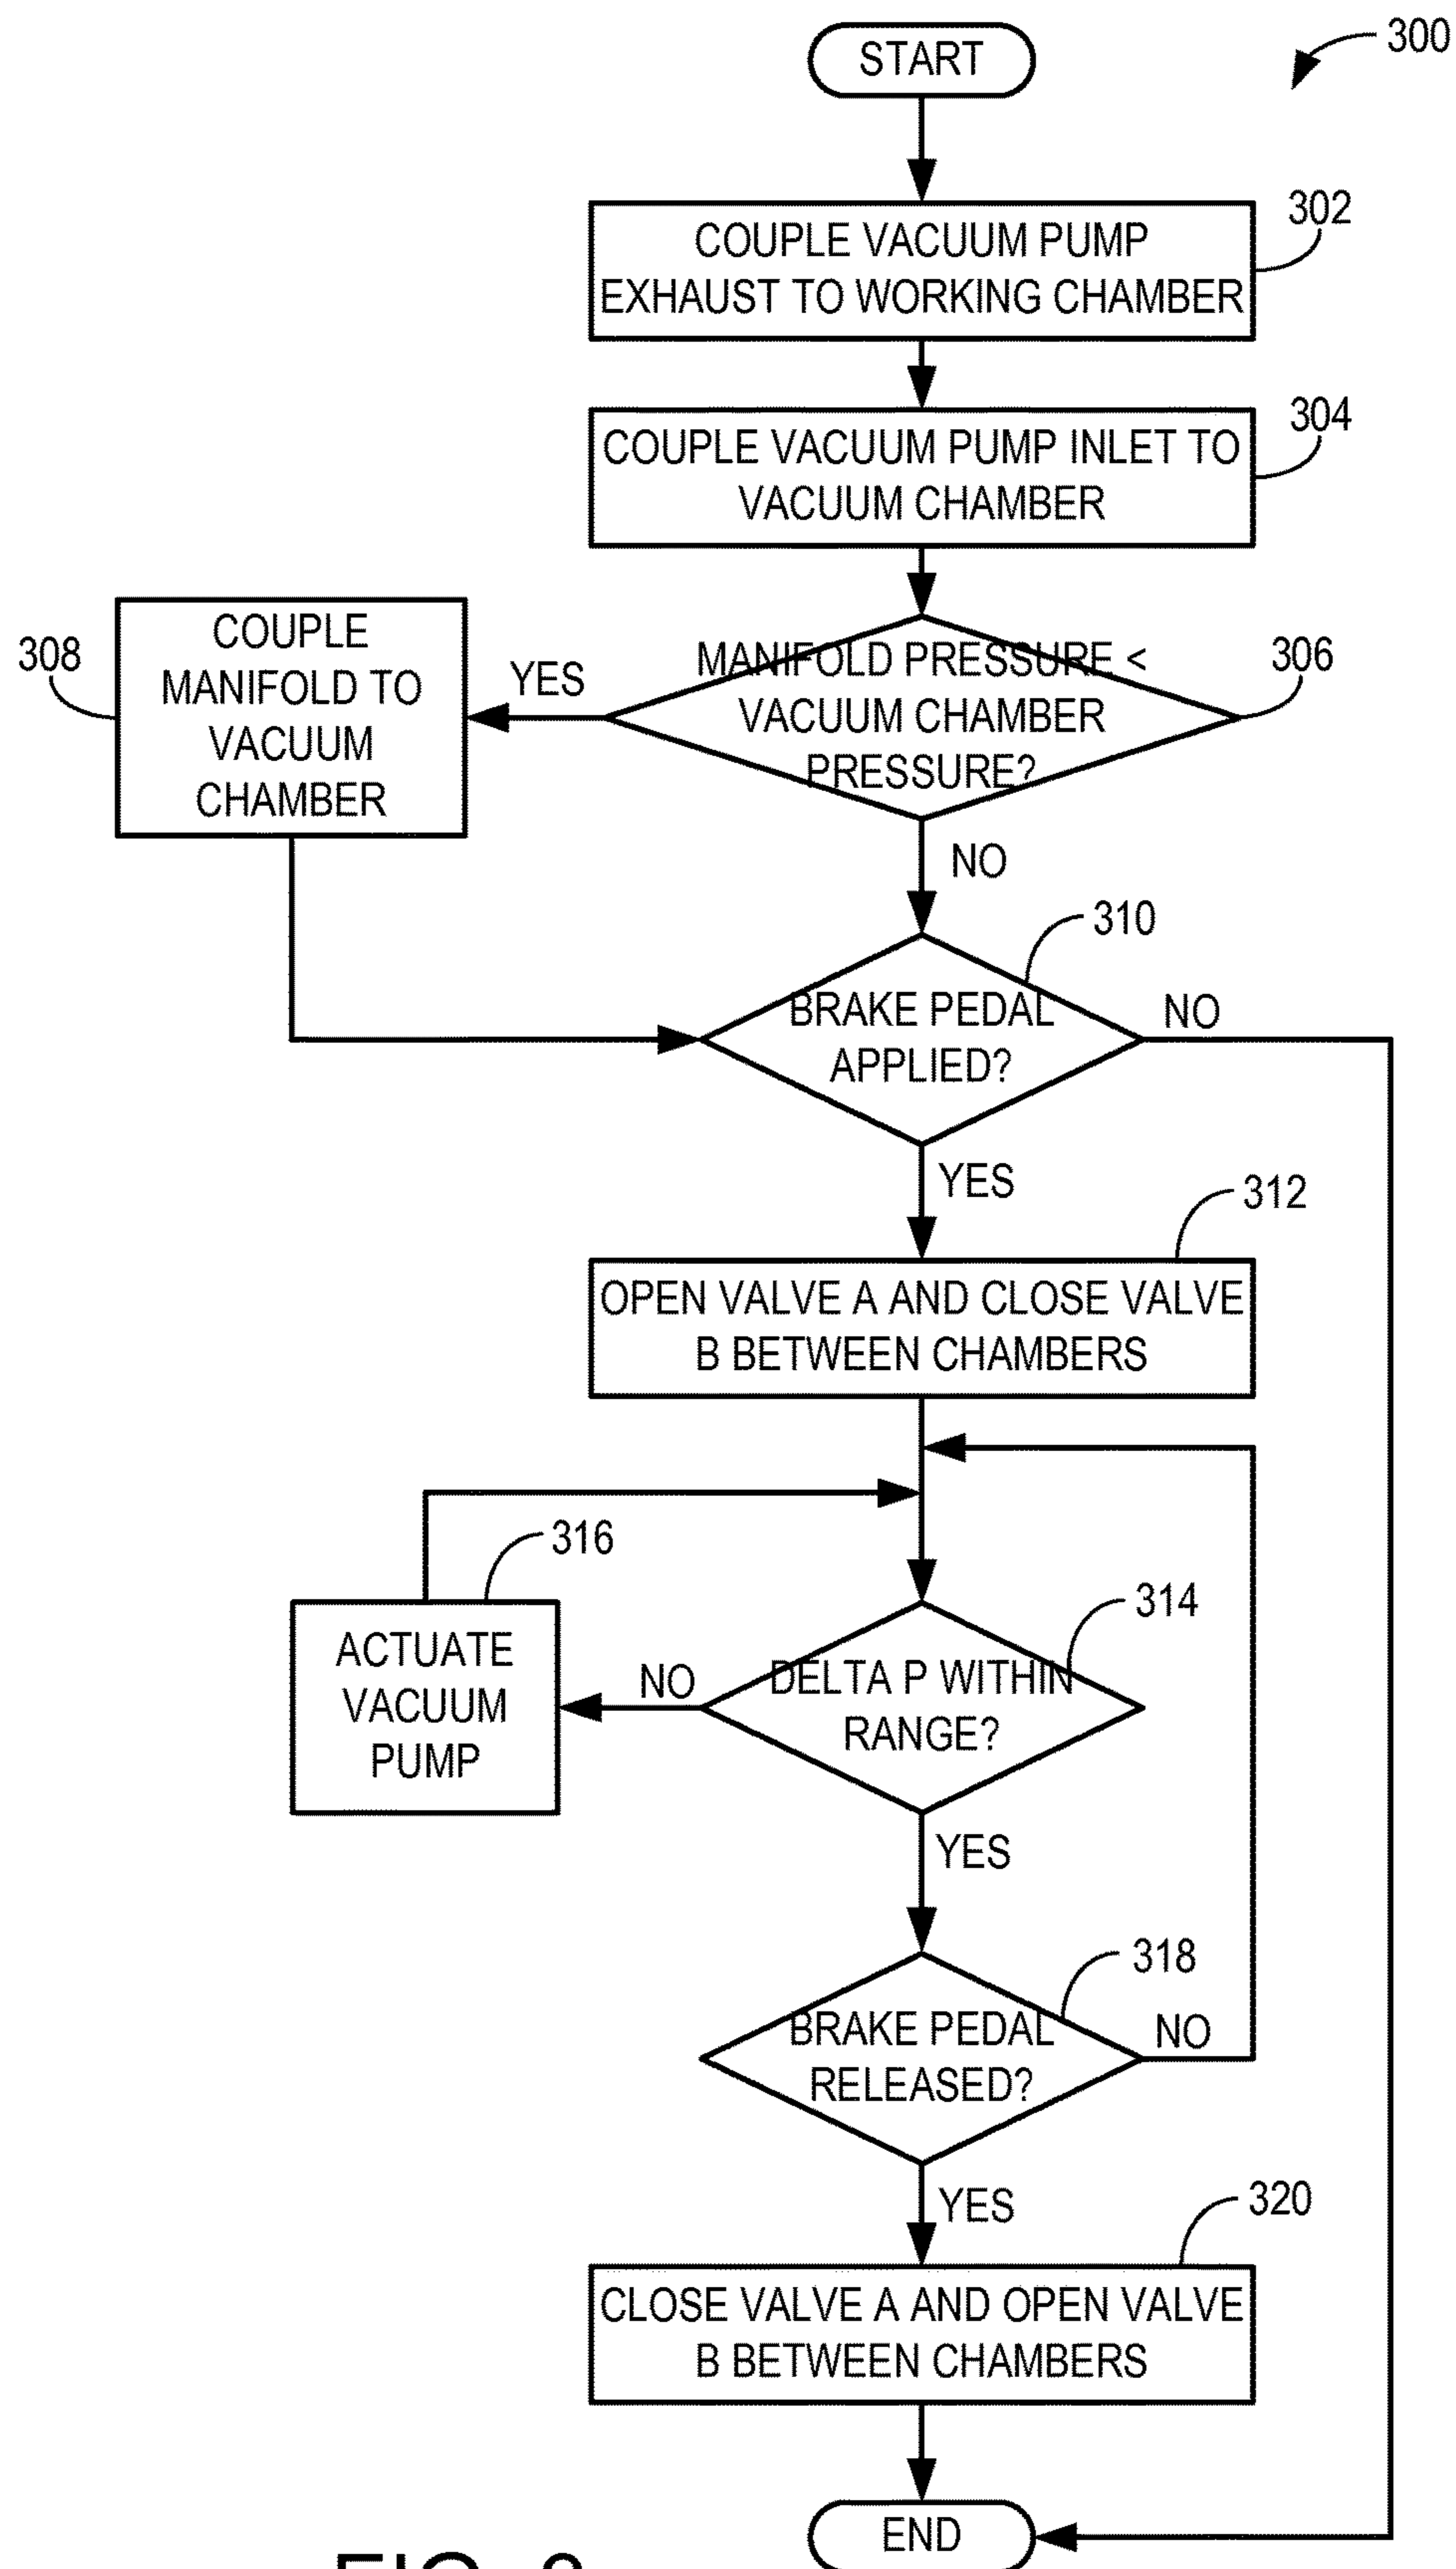 START
300
COUPLE VACUUM PUMP
EXHAUST TO WORKING CHAMBER
302
COUPLE VACUUM PUMP INLET TO
VACUUM CHAMBER
304
MANIFOLD PRESSURE <
VACUUM CHAMBER
PRESSURE?
306
YES
COUPLE
MANIFOLD TO
VACUUM
CHAMBER
308
NO
BRAKE PEDAL
APPLIED?
310
NO
YES
OPEN VALVE A AND CLOSE VALVE
B BETWEEN CHAMBERS
312
DELTA P WITHIN
RANGE?
314
NO
ACTUATE
VACUUM
PUMP
316
YES
BRAKE PEDAL
RELEASED?
318
NO
YES
CLOSE VALVE A AND OPEN VALVE
B BETWEEN CHAMBERS
320
END
FIG.